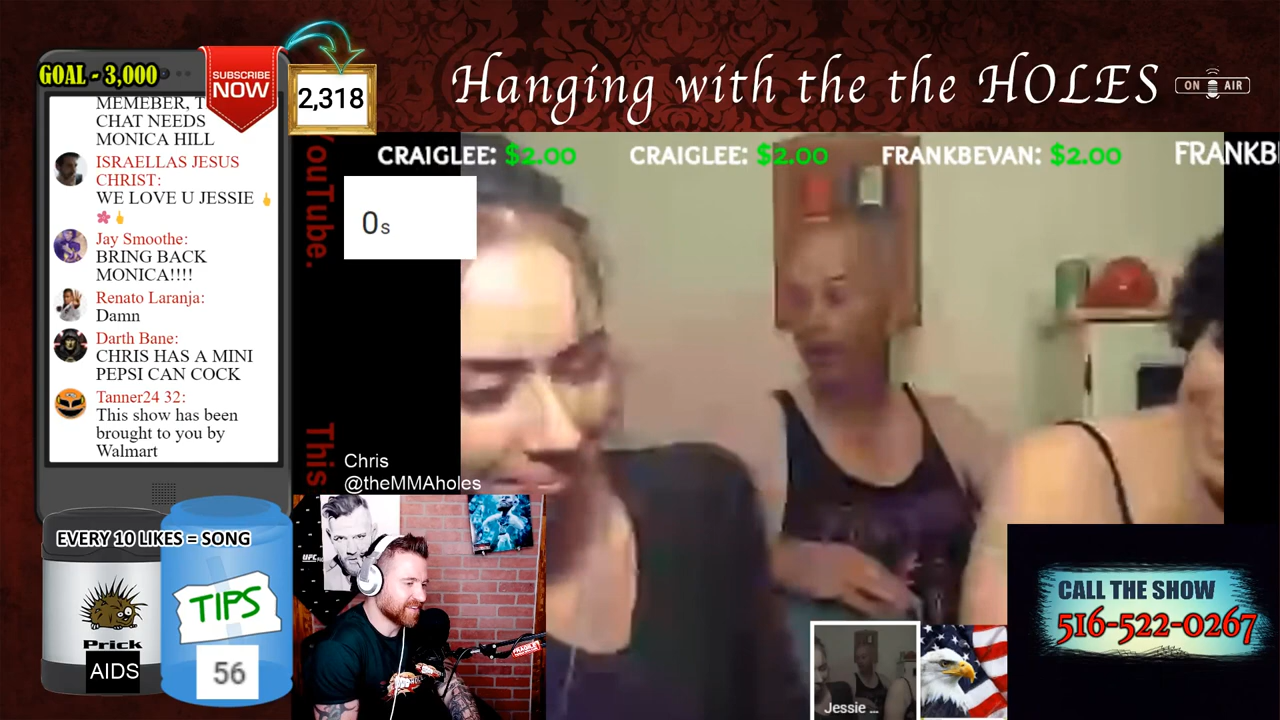 GOAL - 3,000
SUBSCRIBE
NOW
2,318
Hanging with the the HOLES
ON AIR
MEMEBER, T
CHAT NEEDS
MONICA HILL
ISRAELLAS JESUS
CHRIST:
WE LOVE U JESSIE 🖕
🌸🖕
Jay Smoothe:
BRING BACK
MONICA!!!!
Renato Laranja:
Damn
Darth Bane:
CHRIS HAS A MINI
PEPSI CAN COCK
Tanner24 32:
This show has been
brought to you by
Walmart
CRAIGLEE: $2.00 CRAIGLEE: $2.00 FRANKBEVAN: $2.00 FRANKB
ouTube.
This
0s
Chris
@theMMAholes
UFC
EVERY 10 LIKES = SONG
Prick
AIDS
TIPS
56
Jessie ...
CALL THE SHOW
516-522-0267